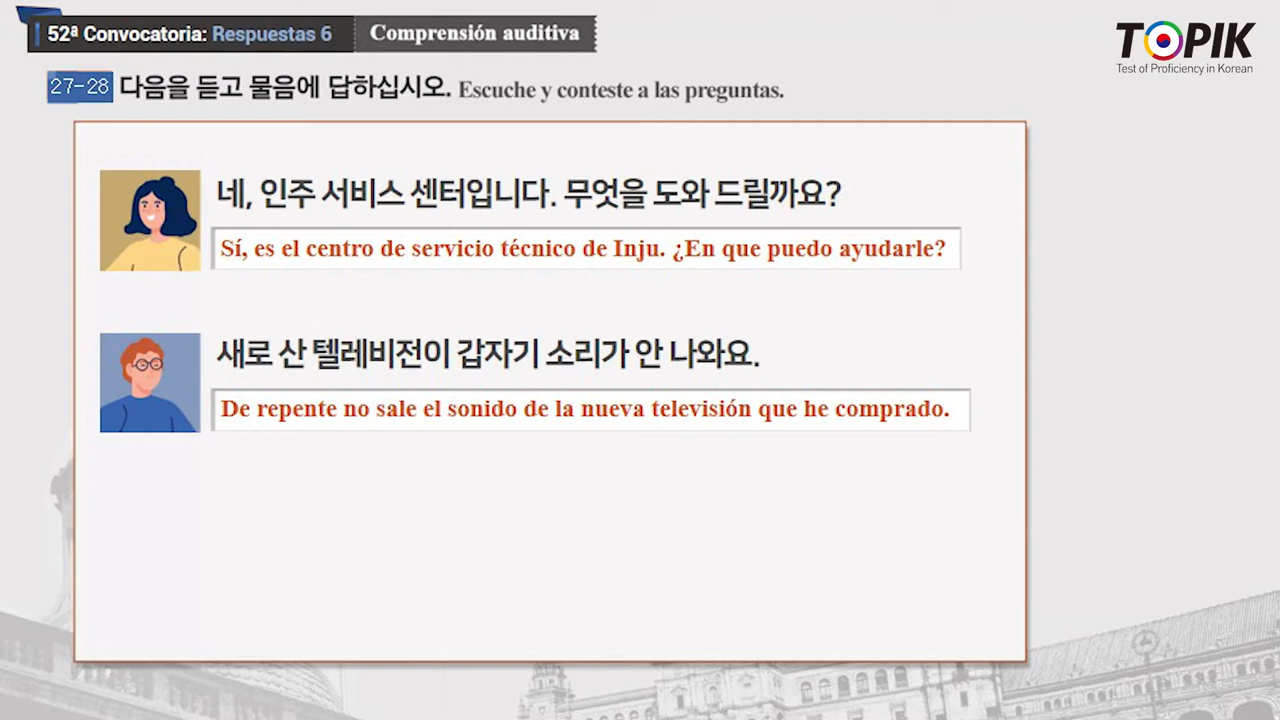 52ª Convocatoria: Respuestas 6 Comprensión auditiva
TOPIK
Test of Proficiency in Korean
27-28 다음을 듣고 물음에 답하십시오. Escuche y conteste a las preguntas.
네, 인주 서비스 센터입니다. 무엇을 도와 드릴까요?
Sí, es el centro de servicio técnico de Inju. ¿En que puedo ayudarle?
새로 산 텔레비전이 갑자기 소리가 안 나와요.
De repente no sale el sonido de la nueva televisión que he comprado.